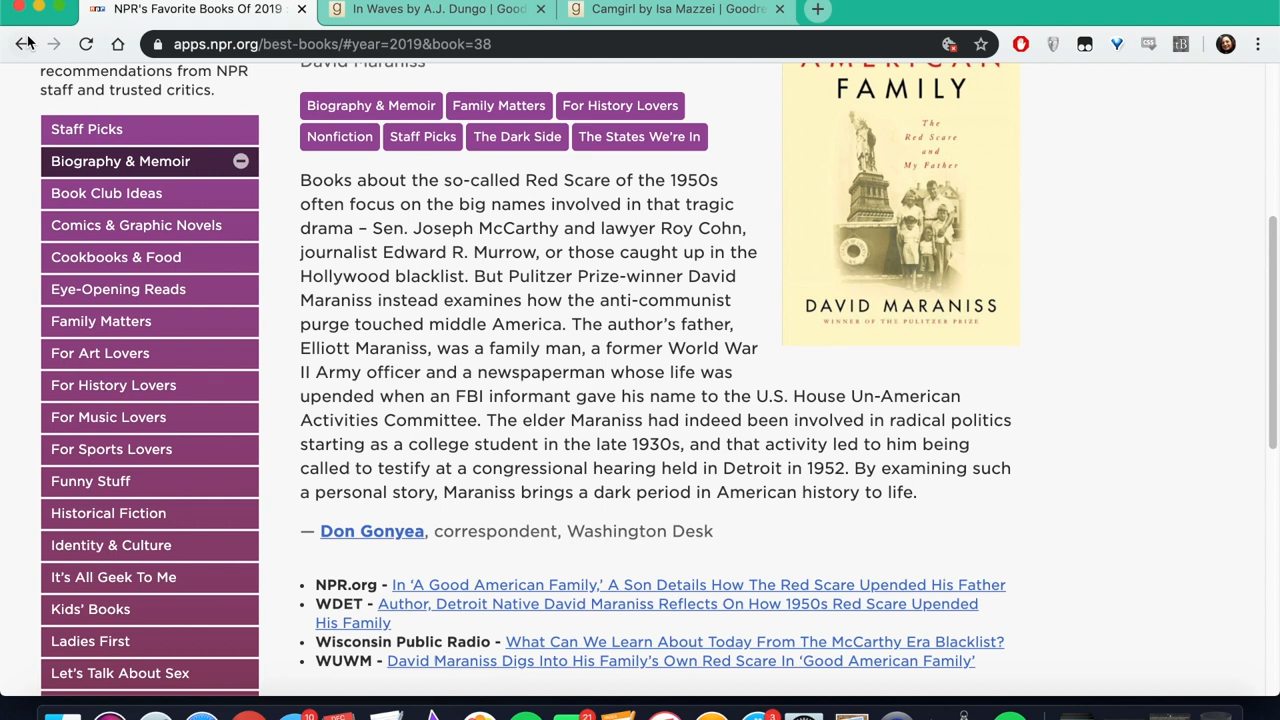 NPR's Favorite Books Of 2019
In Waves by A.J. Dungo | Good
Camgirl by Isa Mazzei | Goodre
apps.npr.org/best-books/#year=2019&book=38
recommendations from NPR
staff and trusted critics.
Staff Picks
Biography & Memoir
Book Club Ideas
Comics & Graphic Novels
Cookbooks & Food
Eye-Opening Reads
Family Matters
For Art Lovers
For History Lovers
For Music Lovers
For Sports Lovers
Funny Stuff
Historical Fiction
Identity & Culture
It's All Geek To Me
Kids' Books
Ladies First
Let's Talk About Sex
David Maraniss
Biography & Memoir
Family Matters
For History Lovers
Nonfiction
Staff Picks
The Dark Side
The States We're In
Books about the so-called Red Scare of the 1950s
often focus on the big names involved in that tragic
drama – Sen. Joseph McCarthy and lawyer Roy Cohn,
journalist Edward R. Murrow, or those caught up in the
Hollywood blacklist. But Pulitzer Prize-winner David
Maraniss instead examines how the anti-communist
purge touched middle America. The author's father,
Elliott Maraniss, was a family man, a former World War
II Army officer and a newspaperman whose life was
upended when an FBI informant gave his name to the U.S. House Un-American
Activities Committee. The elder Maraniss had indeed been involved in radical politics
starting as a college student in the late 1930s, and that activity led to him being
called to testify at a congressional hearing held in Detroit in 1952. By examining such
a personal story, Maraniss brings a dark period in American history to life.
— Don Gonyea, correspondent, Washington Desk
• NPR.org - In 'A Good American Family,' A Son Details How The Red Scare Upended His Father
• WDET - Author, Detroit Native David Maraniss Reflects On How 1950s Red Scare Upended
His Family
• Wisconsin Public Radio - What Can We Learn About Today From The McCarthy Era Blacklist?
• WUWM - David Maraniss Digs Into His Family's Own Red Scare In 'Good American Family'
AMERICAN
FAMILY
The
Red Scare
and
My Father
DAVID MARANISS
WINNER OF THE PULITZER PRIZE
10
DEC
21
3